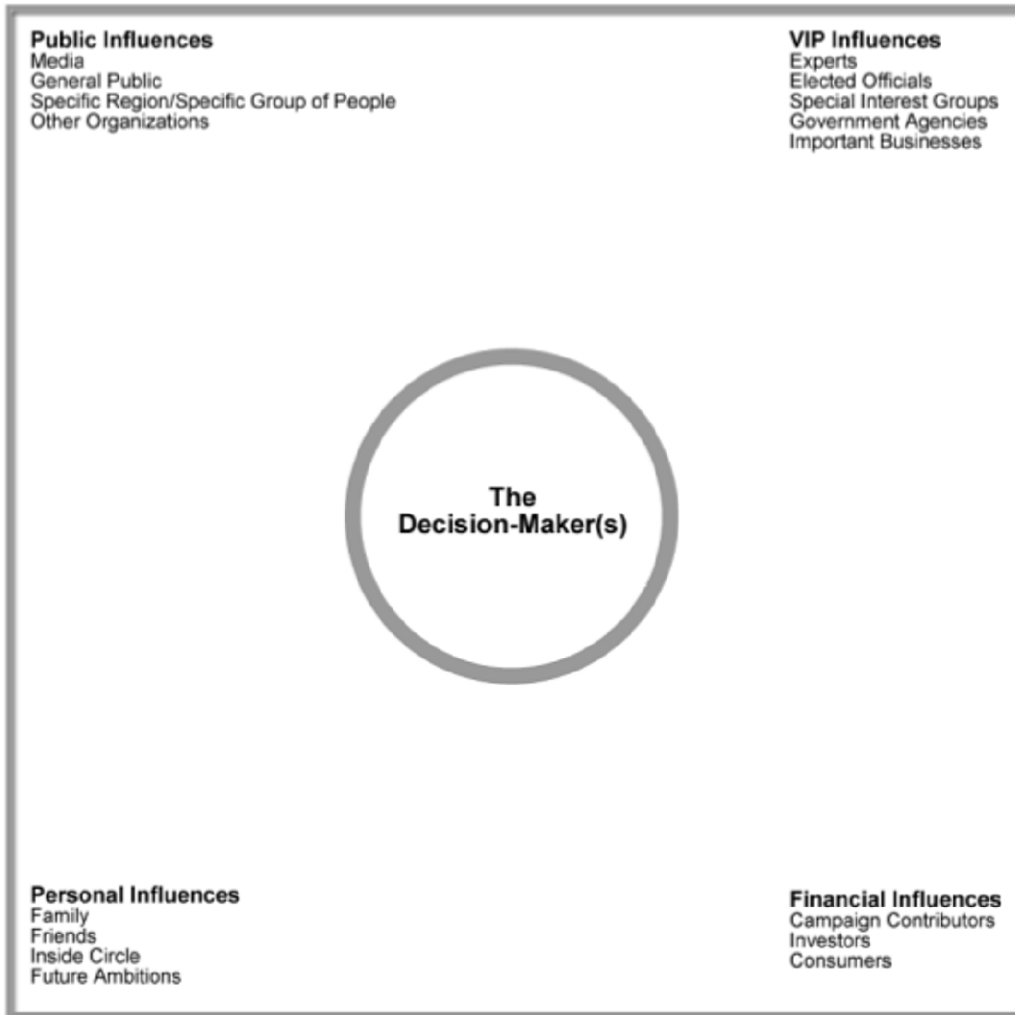 Public Influences
Media
General Public
Specific Region/Specific Group of People
Other Organizations
VIP Influences
Experts
Elected Officials
Special Interest Groups
Government Agencies
Important Businesses
The
Decision-Maker(s)
Personal Influences
Family
Friends
Inside Circle
Future Ambitions
Financial Influences
Campaign Contributors
Investors
Consumers